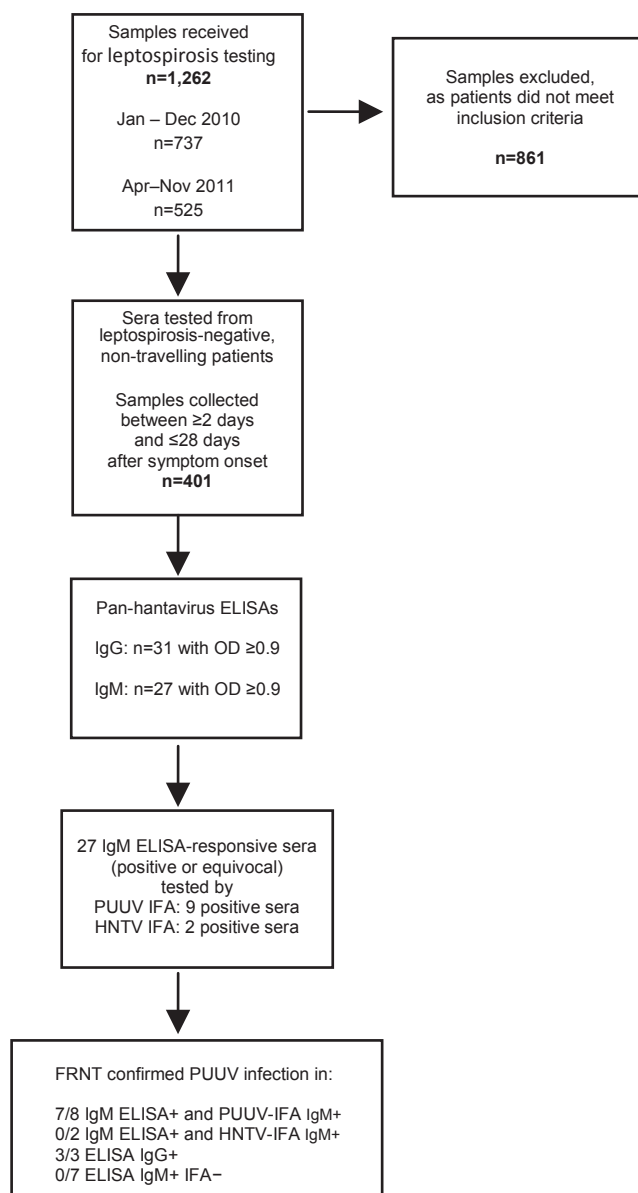 Samples received
for leptospirosis testing
n=1,262
Jan – Dec 2010
n=737
Apr–Nov 2011
n=525
Samples excluded,
as patients did not meet
inclusion criteria
n=861
Sera tested from
leptospirosis-negative,
non-travelling patients
Samples collected
between ≥2 days
and ≤28 days
after symptom onset
n=401
Pan-hantavirus ELISAs
IgG: n=31 with OD ≥0.9
IgM: n=27 with OD ≥0.9
27 IgM ELISA-responsive sera
(positive or equivocal)
tested by
PUUV IFA: 9 positive sera
HNTV IFA: 2 positive sera
FRNT confirmed PUUV infection in:
7/8 IgM ELISA+ and PUUV-IFA IgM+
0/2 IgM ELISA+ and HNTV-IFA IgM+
3/3 ELISA IgG+
0/7 ELISA IgM+ IFA−